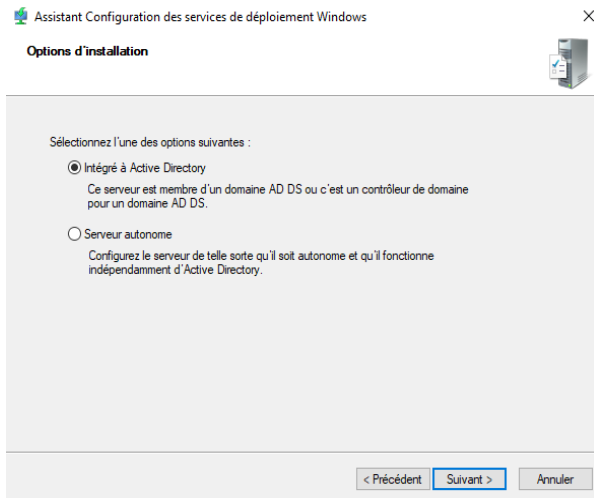 Assistant Configuration des services de déploiement Windows
Options d'installation
Sélectionnez l'une des options suivantes :
Intégré à Active Directory
Ce serveur est membre d'un domaine AD DS ou c'est un contrôleur de domaine
pour un domaine AD DS.
Serveur autonome
Configurez le serveur de telle sorte qu'il soit autonome et qu'il fonctionne
indépendamment d'Active Directory.
< Précédent
Suivant >
Annuler